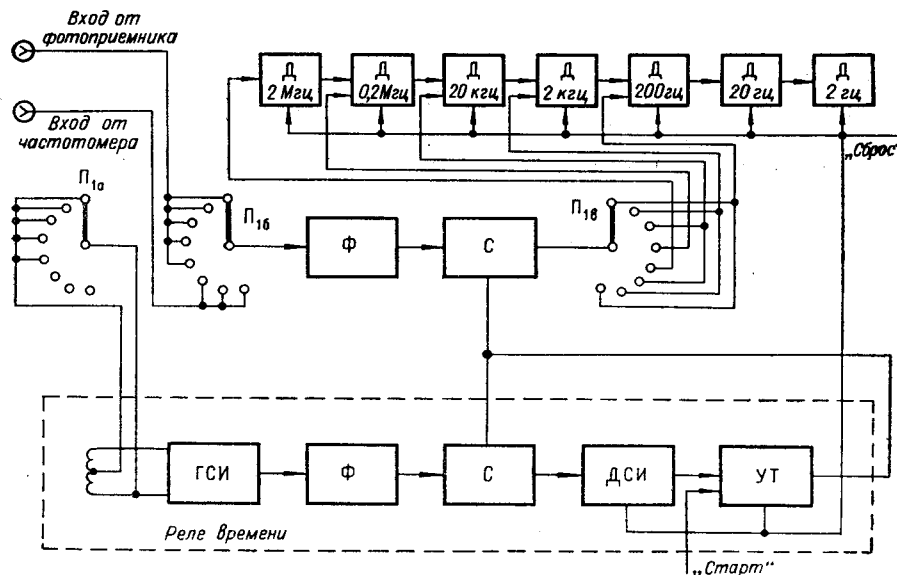 Вход от
фотоприемника
Вход от
частотомера
Д
2 Мгц
Д
0,2Мгц
Д
20 кгц
Д
2 кгц
Д
200гц
Д
20 гц
Д
2 гц
„Сброс“
П1а
П1б
Ф
С
П1в
ГСИ
Ф
С
ДСИ
УТ
Реле времени
„Старт“